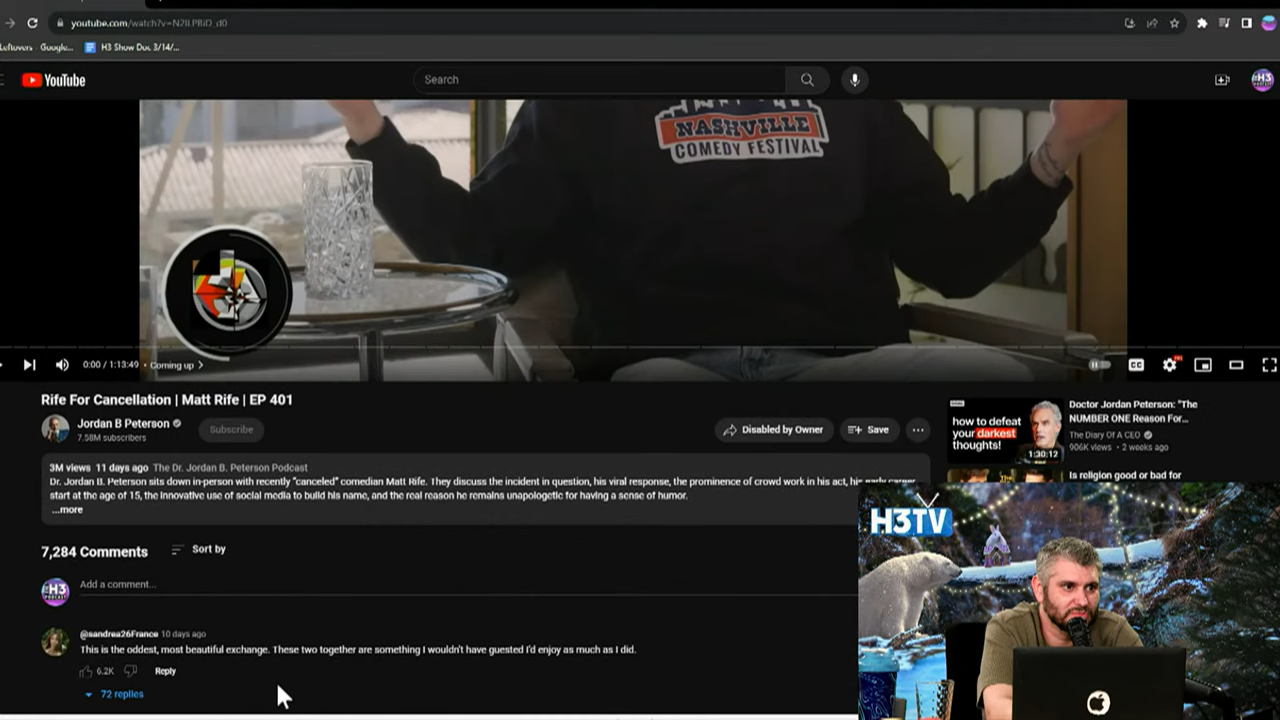 youtube.com/watch?v=N2ILPBiD_d0
Leftovers - Google...
H3 Show Doc 3/14/...
YouTube
Search
H3
NASHVILLE
COMEDY FESTIVAL
0:00 / 1:13:49 • Coming up
CC
Rife For Cancellation | Matt Rife | EP 401
Jordan B Peterson
7.58M subscribers
Subscribe
Disabled by Owner
Save
3M views 11 days ago The Dr. Jordan B. Peterson Podcast
Dr. Jordan B. Peterson sits down in-person with recently "canceled" comedian Matt Rife. They discuss the incident in question, his viral response, the prominence of crowd work in his act, his early career
start at the age of 15, the innovative use of social media to build his name, and the real reason he remains unapologetic for having a sense of humor.
...more
how to defeat
your darkest
thoughts!
1:30:12
Doctor Jordan Peterson: "The
NUMBER ONE Reason For...
The Diary Of A CEO
906K views • 2 weeks ago
Is religion good or bad for
7,284 Comments
Sort by
H3
PODCAST
Add a comment...
@sandrea26France 10 days ago
This is the oddest, most beautiful exchange. These two together are something I wouldn't have guested I'd enjoy as much as I did.
6.2K
Reply
72 replies
H3TV